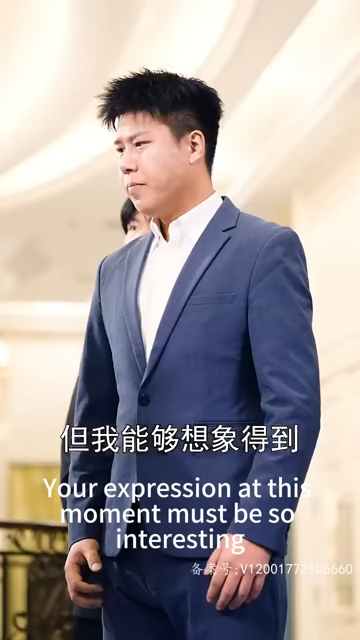 但我能够想象得到
Your expression at this
moment must be so
interesting
备案号:V12001772106660